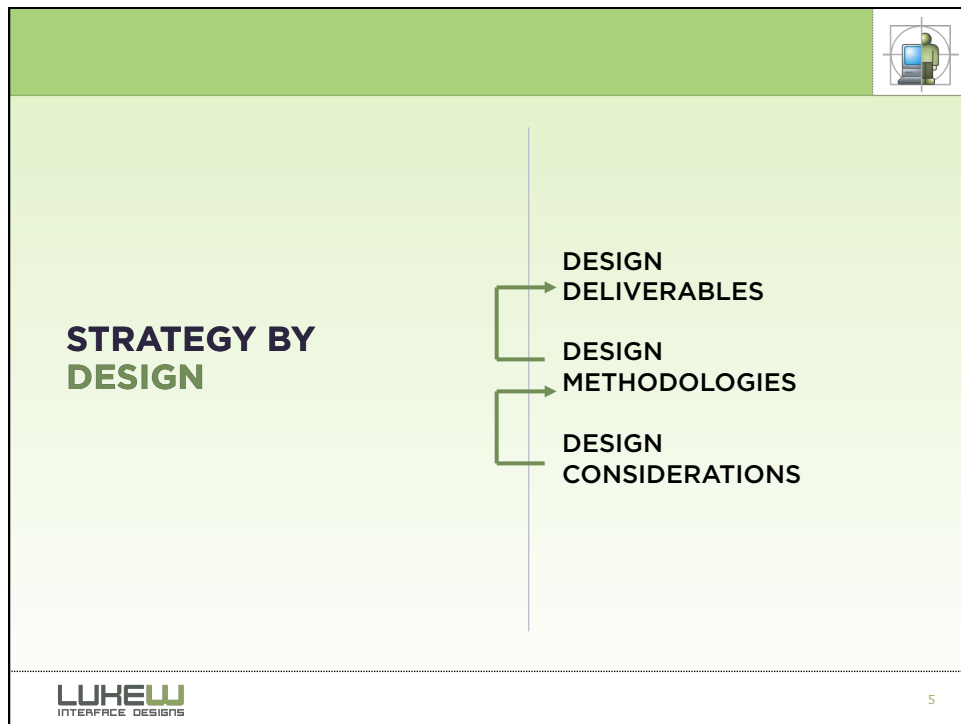 STRATEGY BY
DESIGN
DESIGN
DELIVERABLES
DESIGN
METHODOLOGIES
DESIGN
CONSIDERATIONS
LUKEW
INTERFACE DESIGNS
5